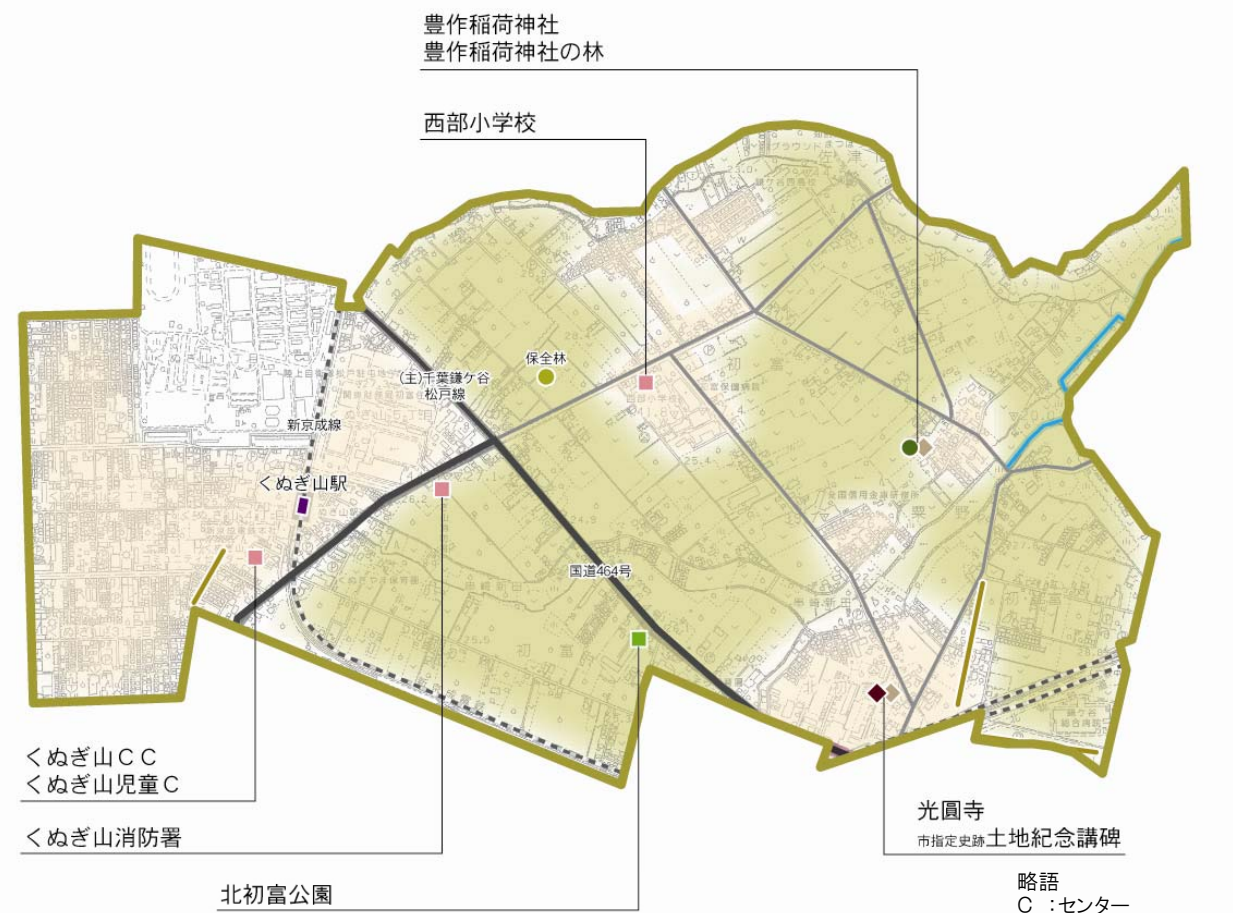 豊作稲荷神社
豊作稲荷神社の林
西部小学校
保全林
(主)千葉鎌ケ谷
松戸線
新京成線
くぬぎ山駅
国道464号
くぬぎ山CC
くぬぎ山児童C
くぬぎ山消防署
北初富公園
光圓寺
市指定史跡土地紀念講碑
略語
C :センター